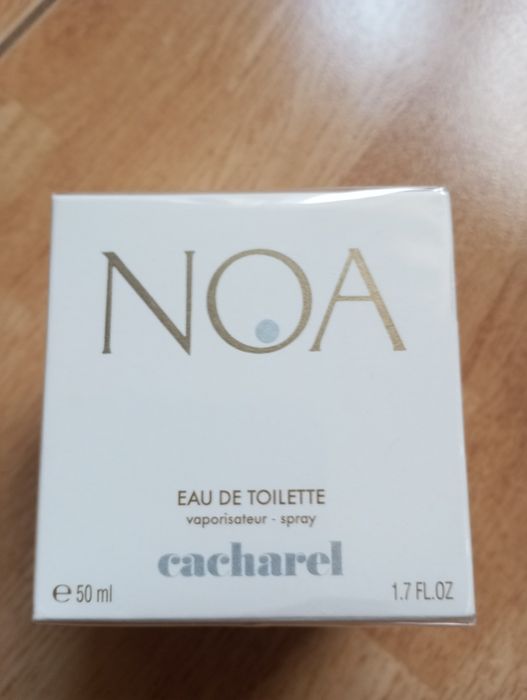 NOA
EAU DE TOILETTE
vaporisateur - spray
cacharel
℮ 50 ml 1.7 FL.OZ